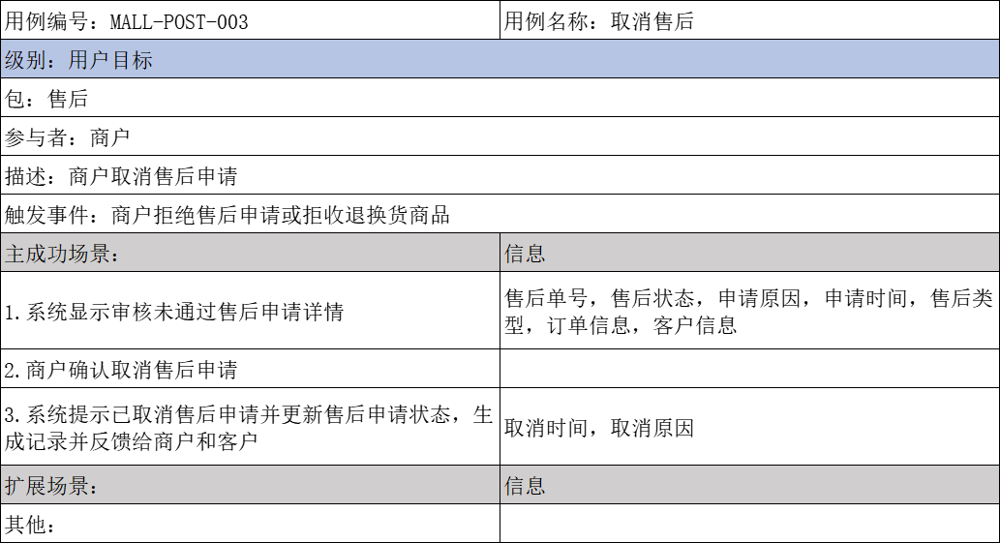 用例编号：MALL-POST-003
用例名称：取消售后
级别：用户目标
包：售后
参与者：商户
描述：商户取消售后申请
触发事件：商户拒绝售后申请或拒收退换货商品
主成功场景：
信息
1.系统显示审核未通过售后申请详情
售后单号，售后状态，申请原因，申请时间，售后类
型，订单信息，客户信息
2.商户确认取消售后申请
3.系统提示已取消售后申请并更新售后申请状态，生
成记录并反馈给商户和客户
取消时间，取消原因
扩展场景：
信息
其他：